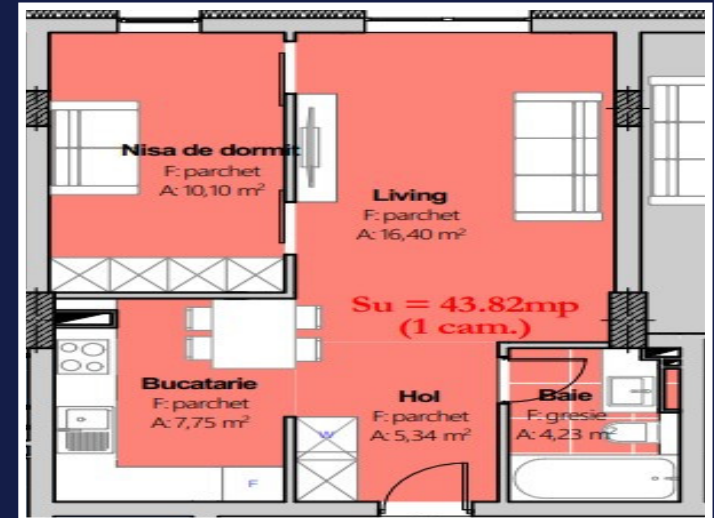 Nisa de dormit
F: parchet
A: 10,10 m²
Living
F: parchet
A: 16,40 m²
Su = 43.82mp
(1 cam.)
Bucatarie
F: parchet
A: 7,75 m²
Hol
F: parchet
A: 5,34 m²
Baie
F: gresie
A: 4,23 m²
W
F